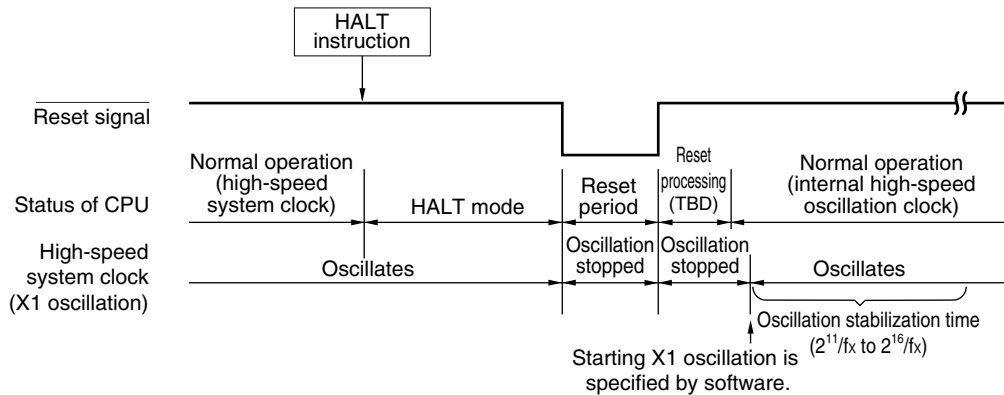 HALT
instruction
Reset signal
Normal operation
(high-speed
system clock)
HALT mode
Reset
period
Reset
processing
(TBD)
Normal operation
(internal high-speed
oscillation clock)
Status of CPU
High-speed
system clock
(X1 oscillation)
Oscillates
Oscillation
stopped
Oscillation
stopped
Oscillates
Oscillation stabilization time
(2¹¹/fx to 2¹⁶/fx)
Starting X1 oscillation is
specified by software.